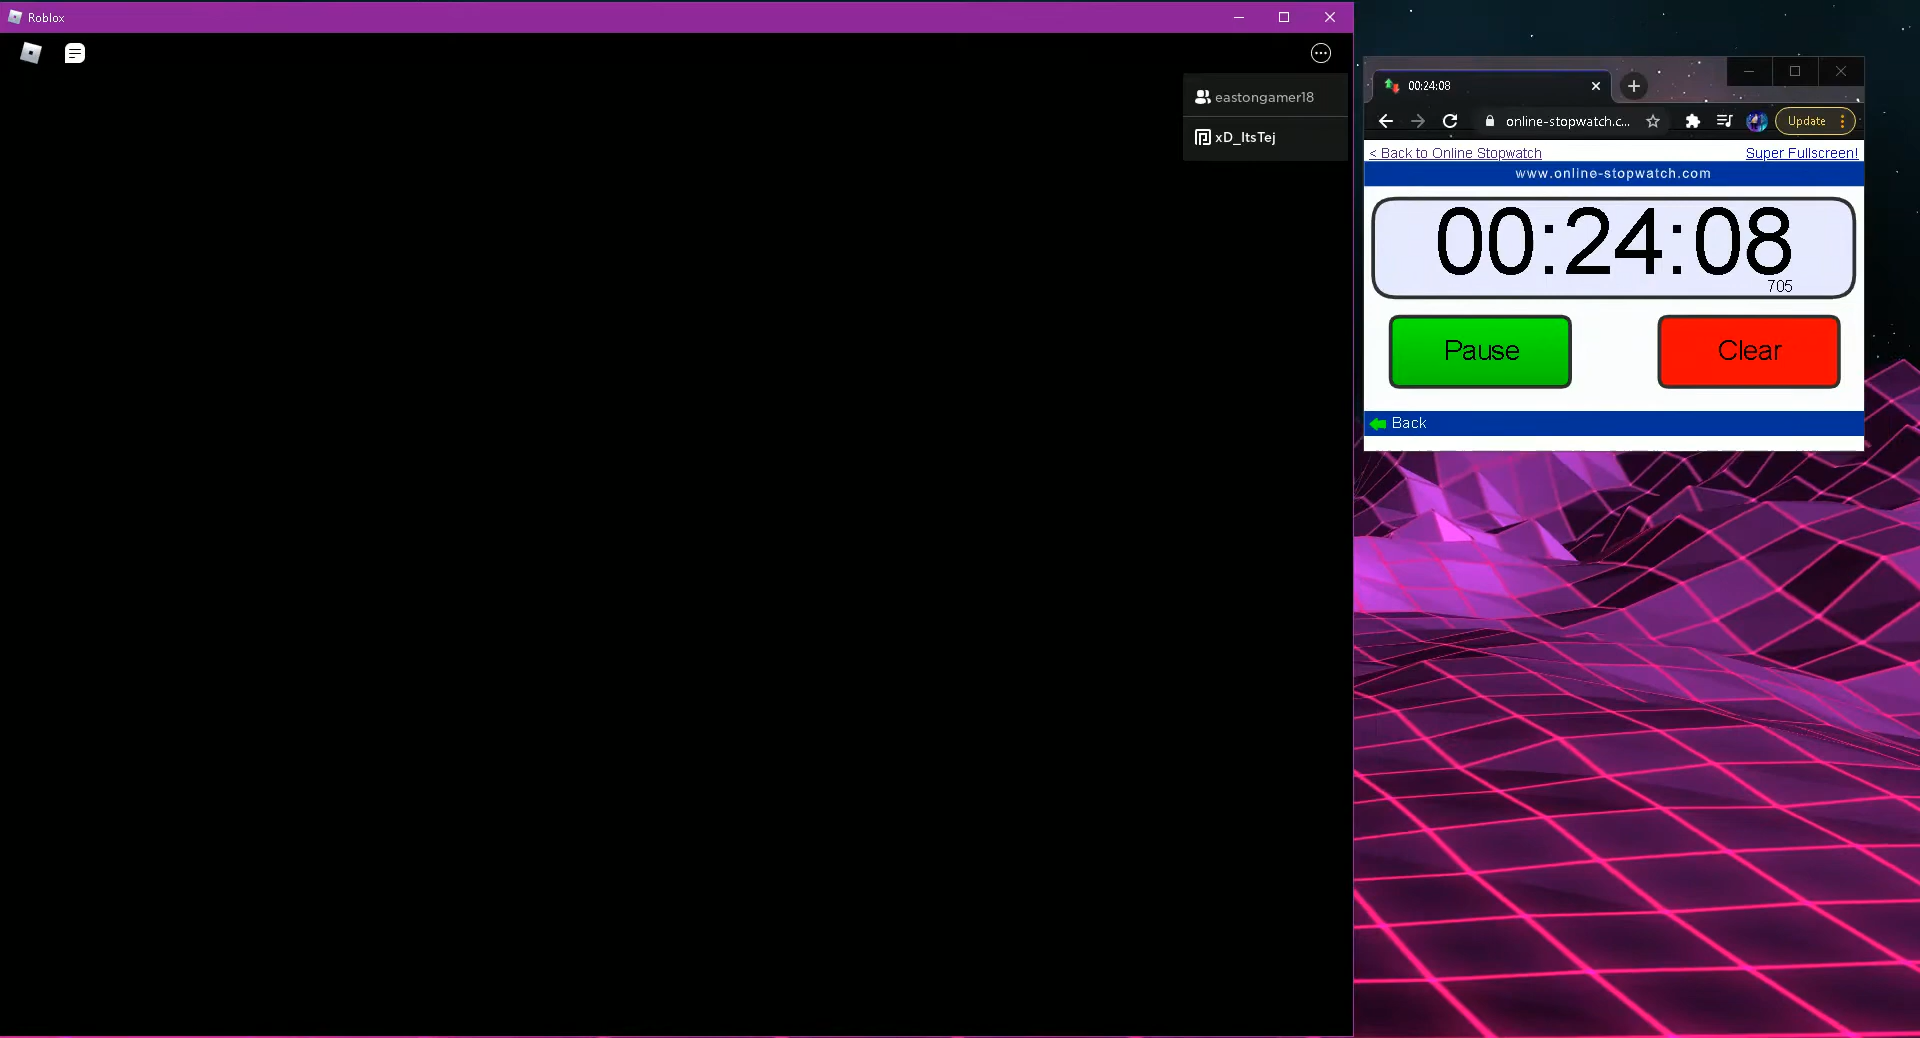 Roblox
eastongamer18
xD_ItsTej
00:24:08
online-stopwatch.c...
Update
< Back to Online Stopwatch
Super Fullscreen!
www.online-stopwatch.com
00:24:08
705
Pause
Clear
Back